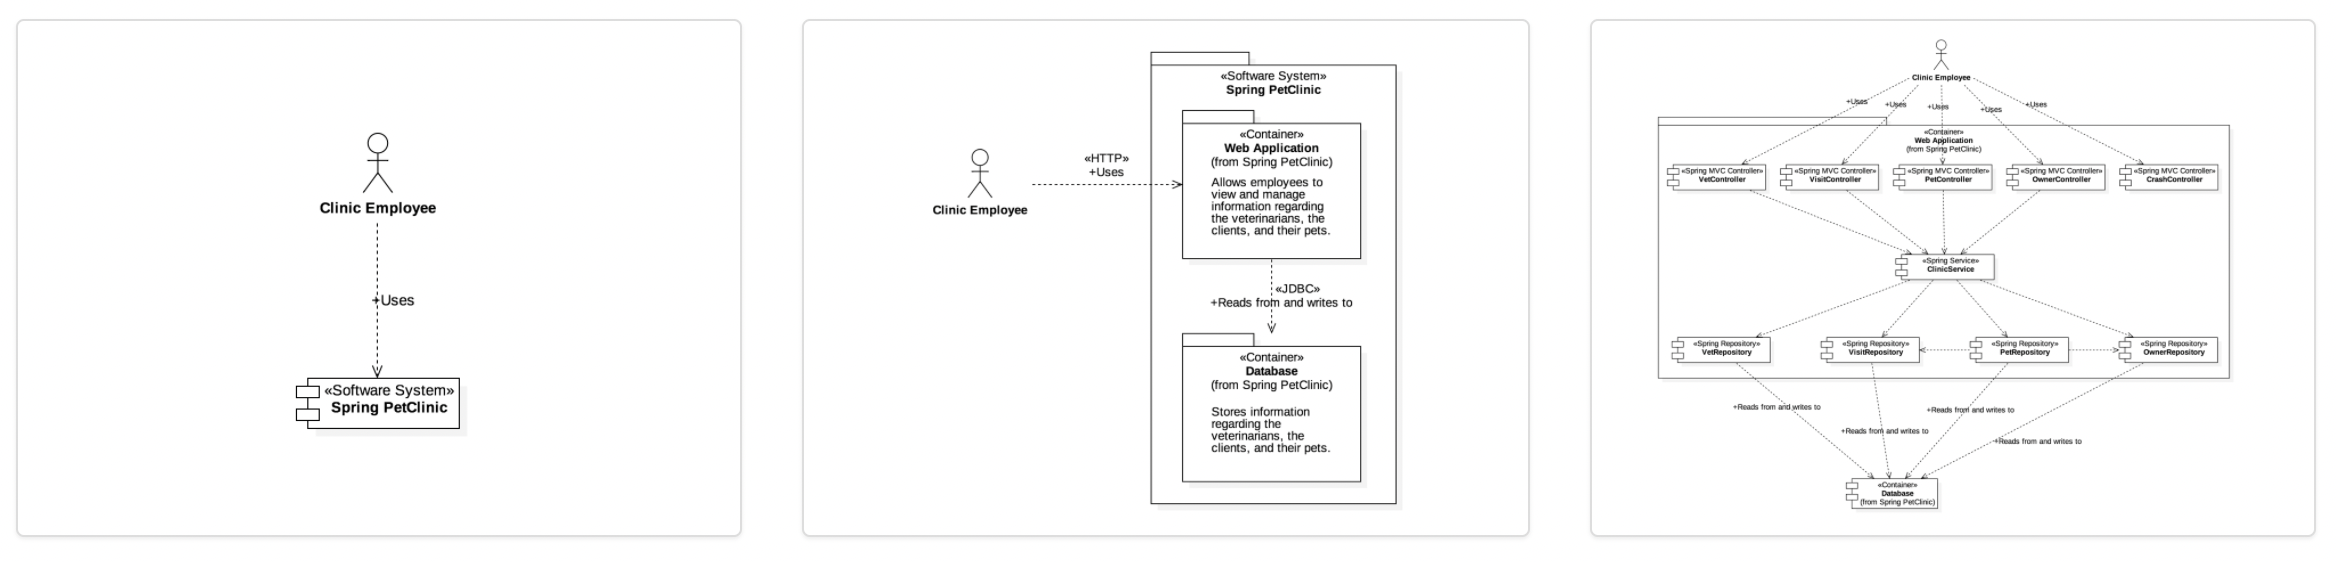 Clinic Employee
+Uses
«Software System»
Spring PetClinic
«Software System»
Spring PetClinic
«Container»
Web Application
(from Spring PetClinic)
Allows employees to
view and manage
information regarding
the veterinarians, the
clients, and their pets.
«HTTP»
+Uses
Clinic Employee
«JDBC»
+Reads from and writes to
«Container»
Database
(from Spring PetClinic)
Stores information
regarding the
veterinarians, the
clients, and their pets.
Clinic Employee
+Uses
+Uses
+Uses
+Uses
+Uses
«Container»
Web Application
(from Spring PetClinic)
«Spring MVC Controller»
VetController
«Spring MVC Controller»
VisitController
«Spring MVC Controller»
PetController
«Spring MVC Controller»
OwnerController
«Spring MVC Controller»
CrashController
«Spring Service»
ClinicService
«Spring Repository»
VetRepository
«Spring Repository»
VisitRepository
«Spring Repository»
PetRepository
«Spring Repository»
OwnerRepository
+Reads from and writes to
+Reads from and writes to
+Reads from and writes to
+Reads from and writes to
«Container»
Database
(from Spring PetClinic)